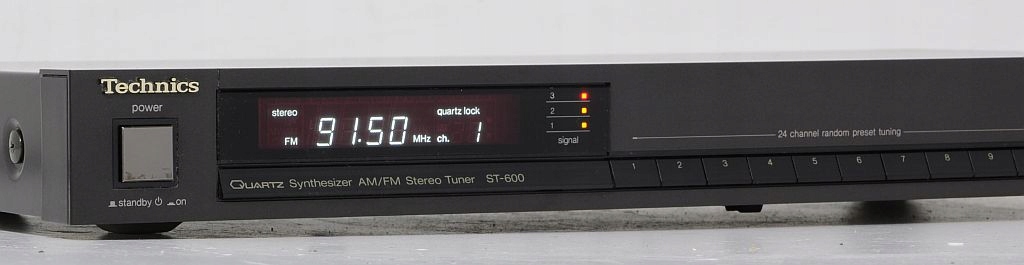 Technics
power
standby on
stereo quartz lock
FM 91.50 MHz ch. 1
3
2
1
signal
QUARTZ Synthesizer AM/FM Stereo Tuner ST-600
24 channel random preset tuning
1 2 3 4 5 6 7 8 9